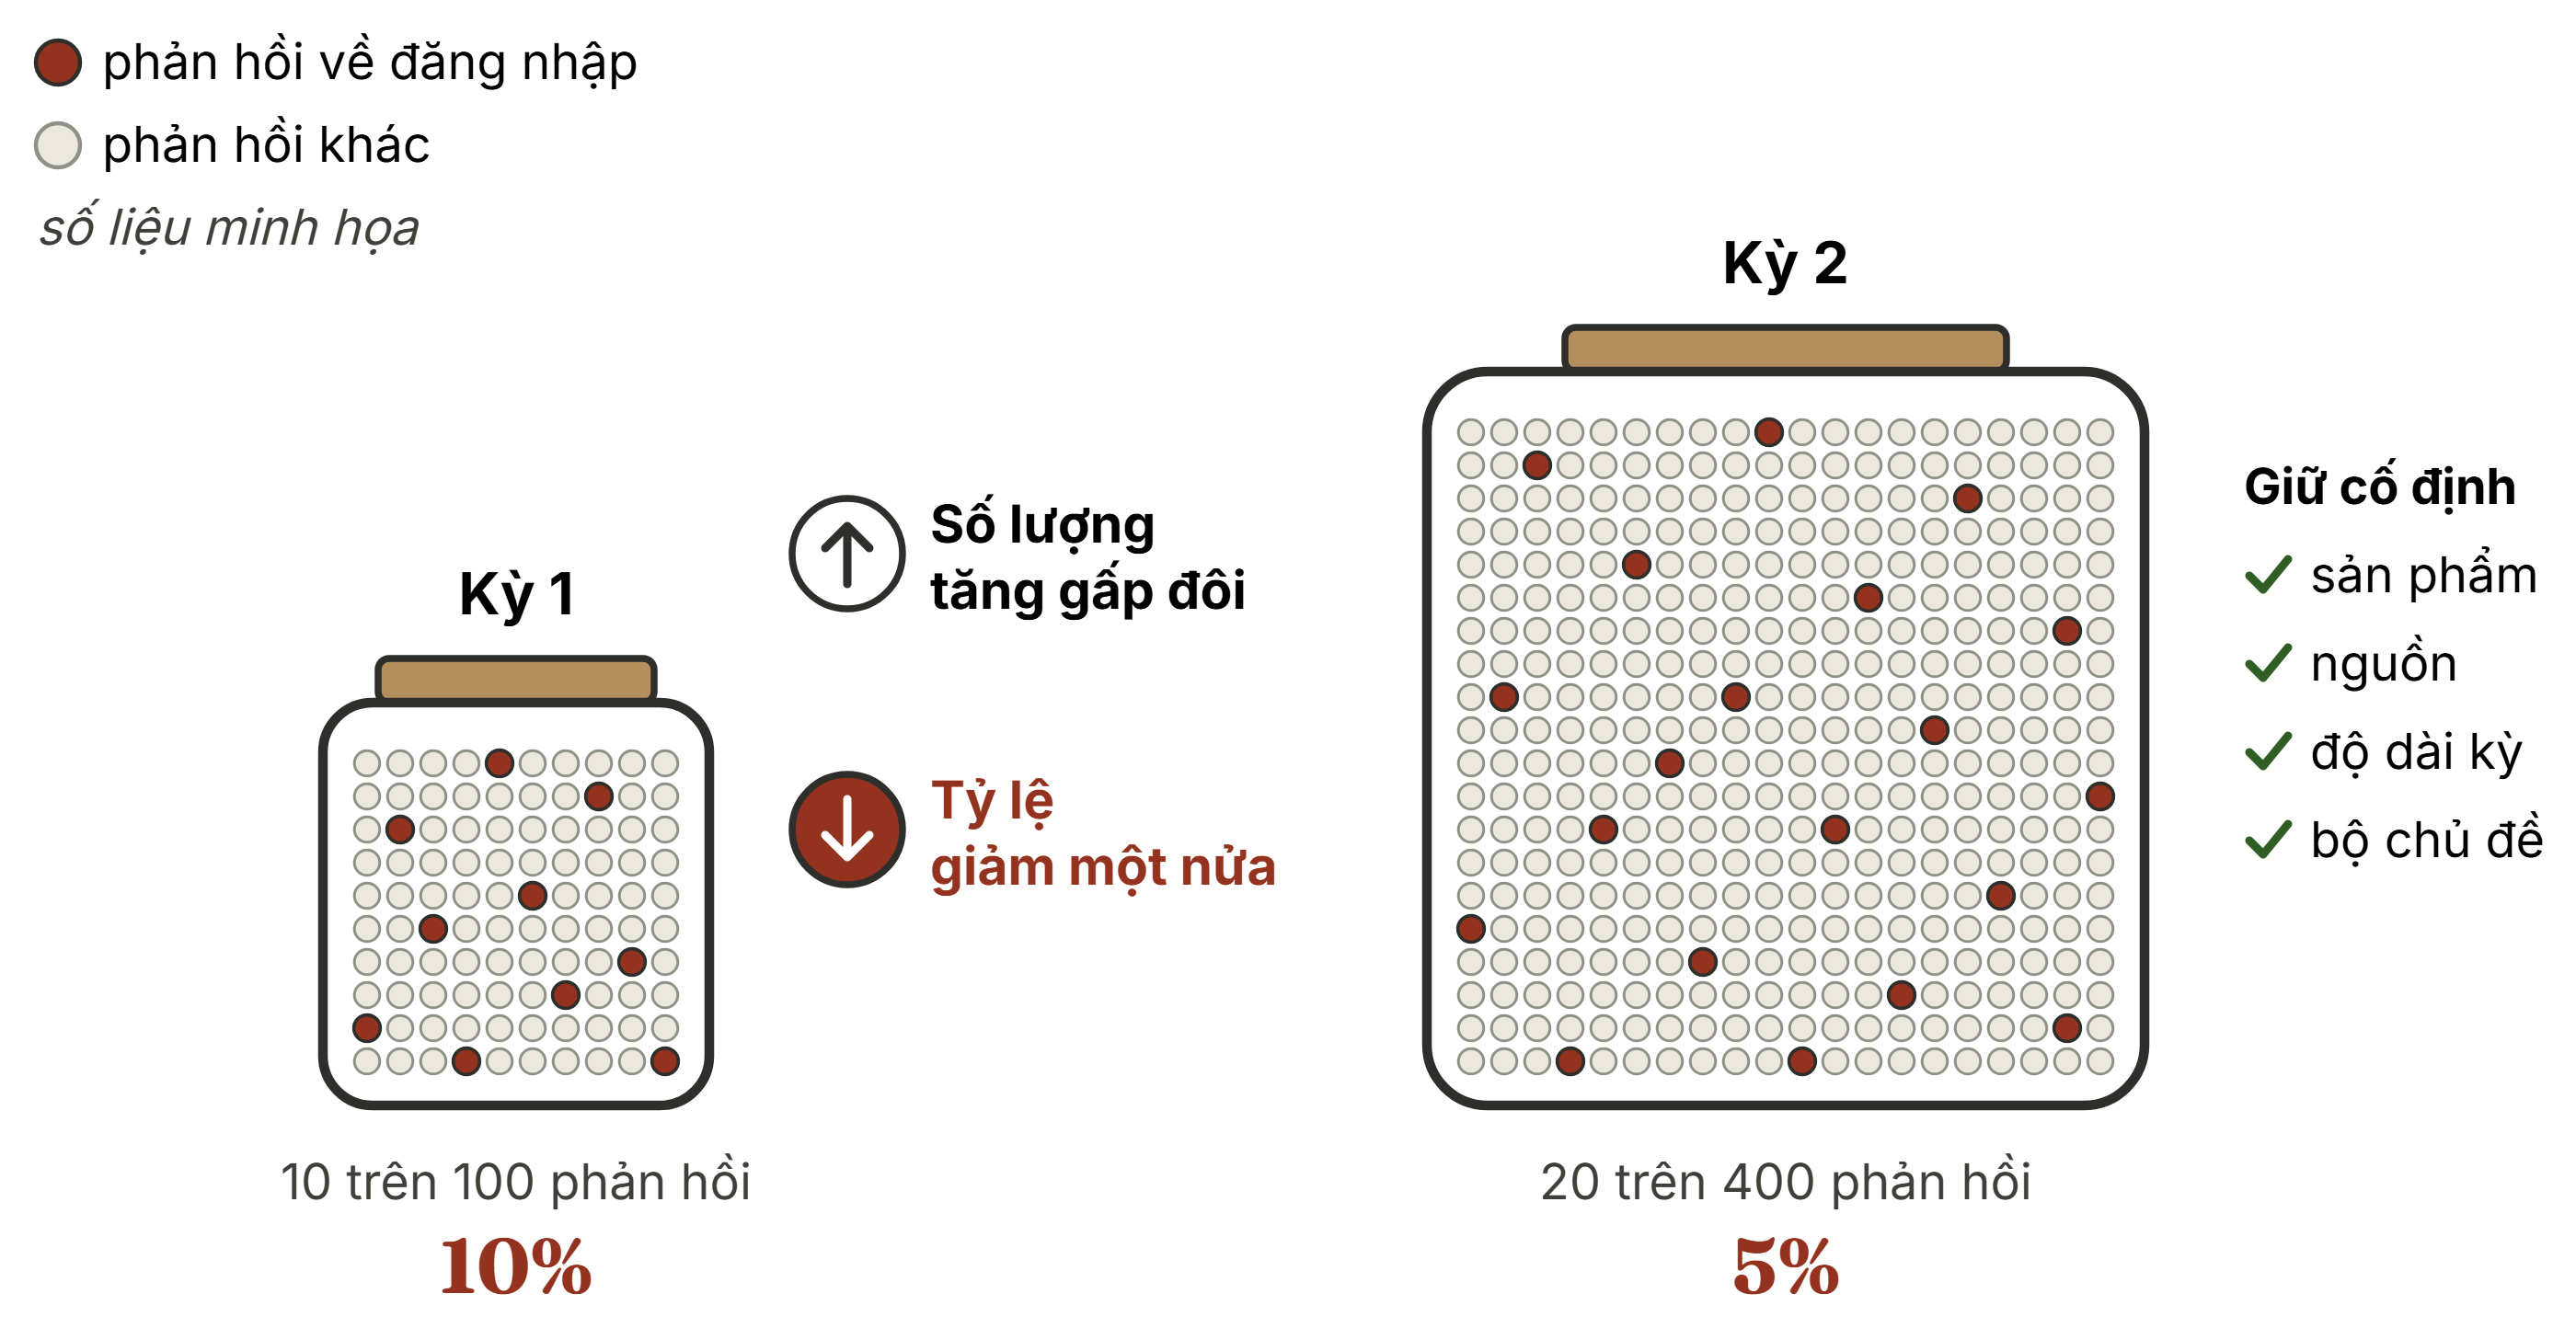 phản hồi về đăng nhập
phản hồi khác
số liệu minh họa
Kỳ 1
10 trên 100 phản hồi
10%
Số lượng
tăng gấp đôi
Tỷ lệ
giảm một nửa
Kỳ 2
20 trên 400 phản hồi
5%
Giữ cố định
sản phẩm
nguồn
độ dài kỳ
bộ chủ đề